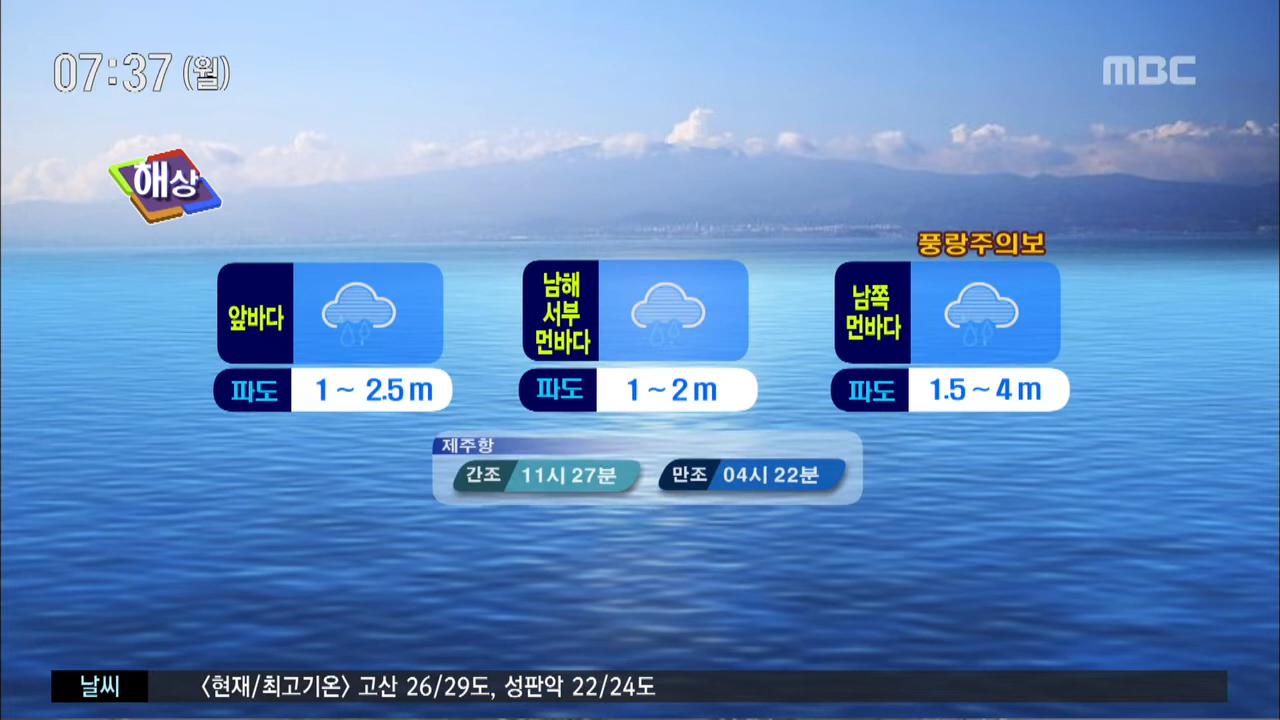 07:37 (월)
MBC
해상
앞바다
파도 1 ~ 2.5 m
남해
서부
먼바다
파도 1 ~ 2 m
풍랑주의보
남쪽
먼바다
파도 1.5 ~ 4 m
제주항
간조 11시 27분
만조 04시 22분
날씨 <현재/최고기온> 고산 26/29도, 성판악 22/24도